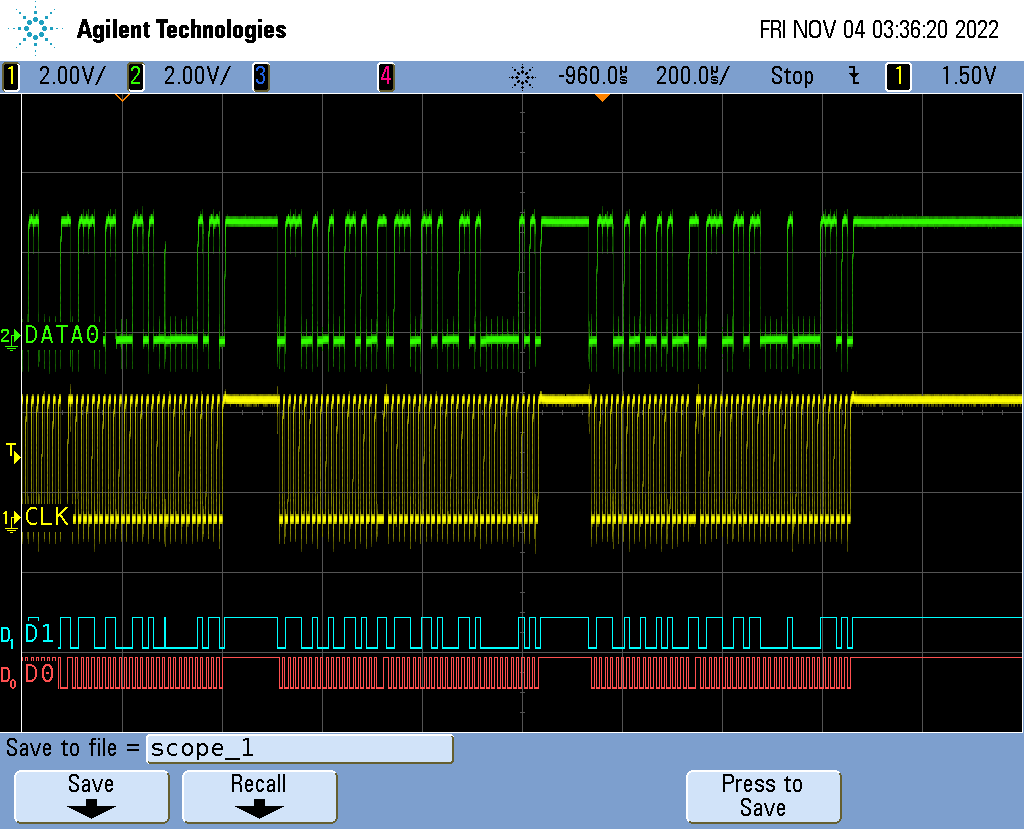 Agilent Technologies
FRI NOV 04 03:36:20 2022
1 2.00V/ 2 2.00V/ 3 4 -960.0µs 200.0µs/ Stop 1 1.50V
2 DATA0
T
1 CLK
D1 D1
D0 D0
Save to file = scope_1
Save Recall Press to
Save